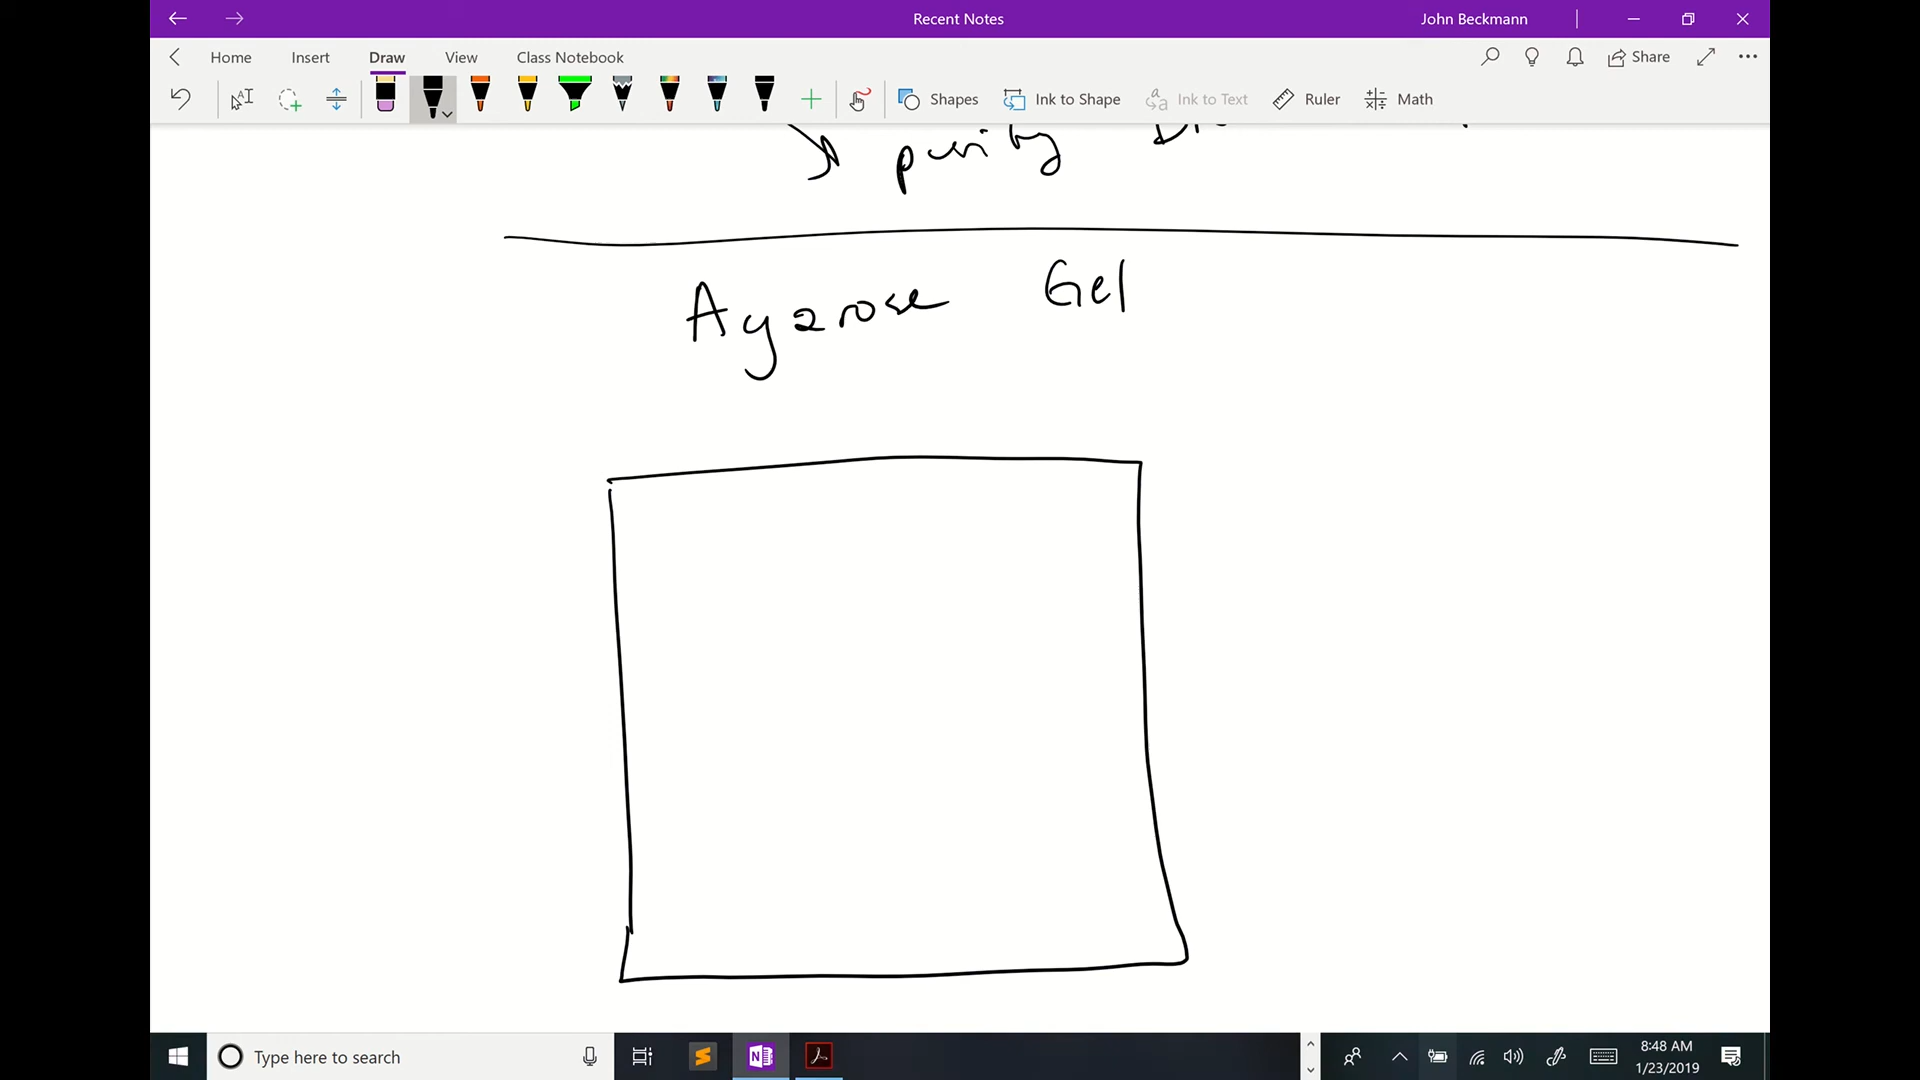 Recent Notes
John Beckmann
Home Insert Draw View Class Notebook
Share
Shapes Ink to Shape Ink to Text Ruler Math
purity
Agarose Gel
Type here to search
8:48 AM
1/23/2019